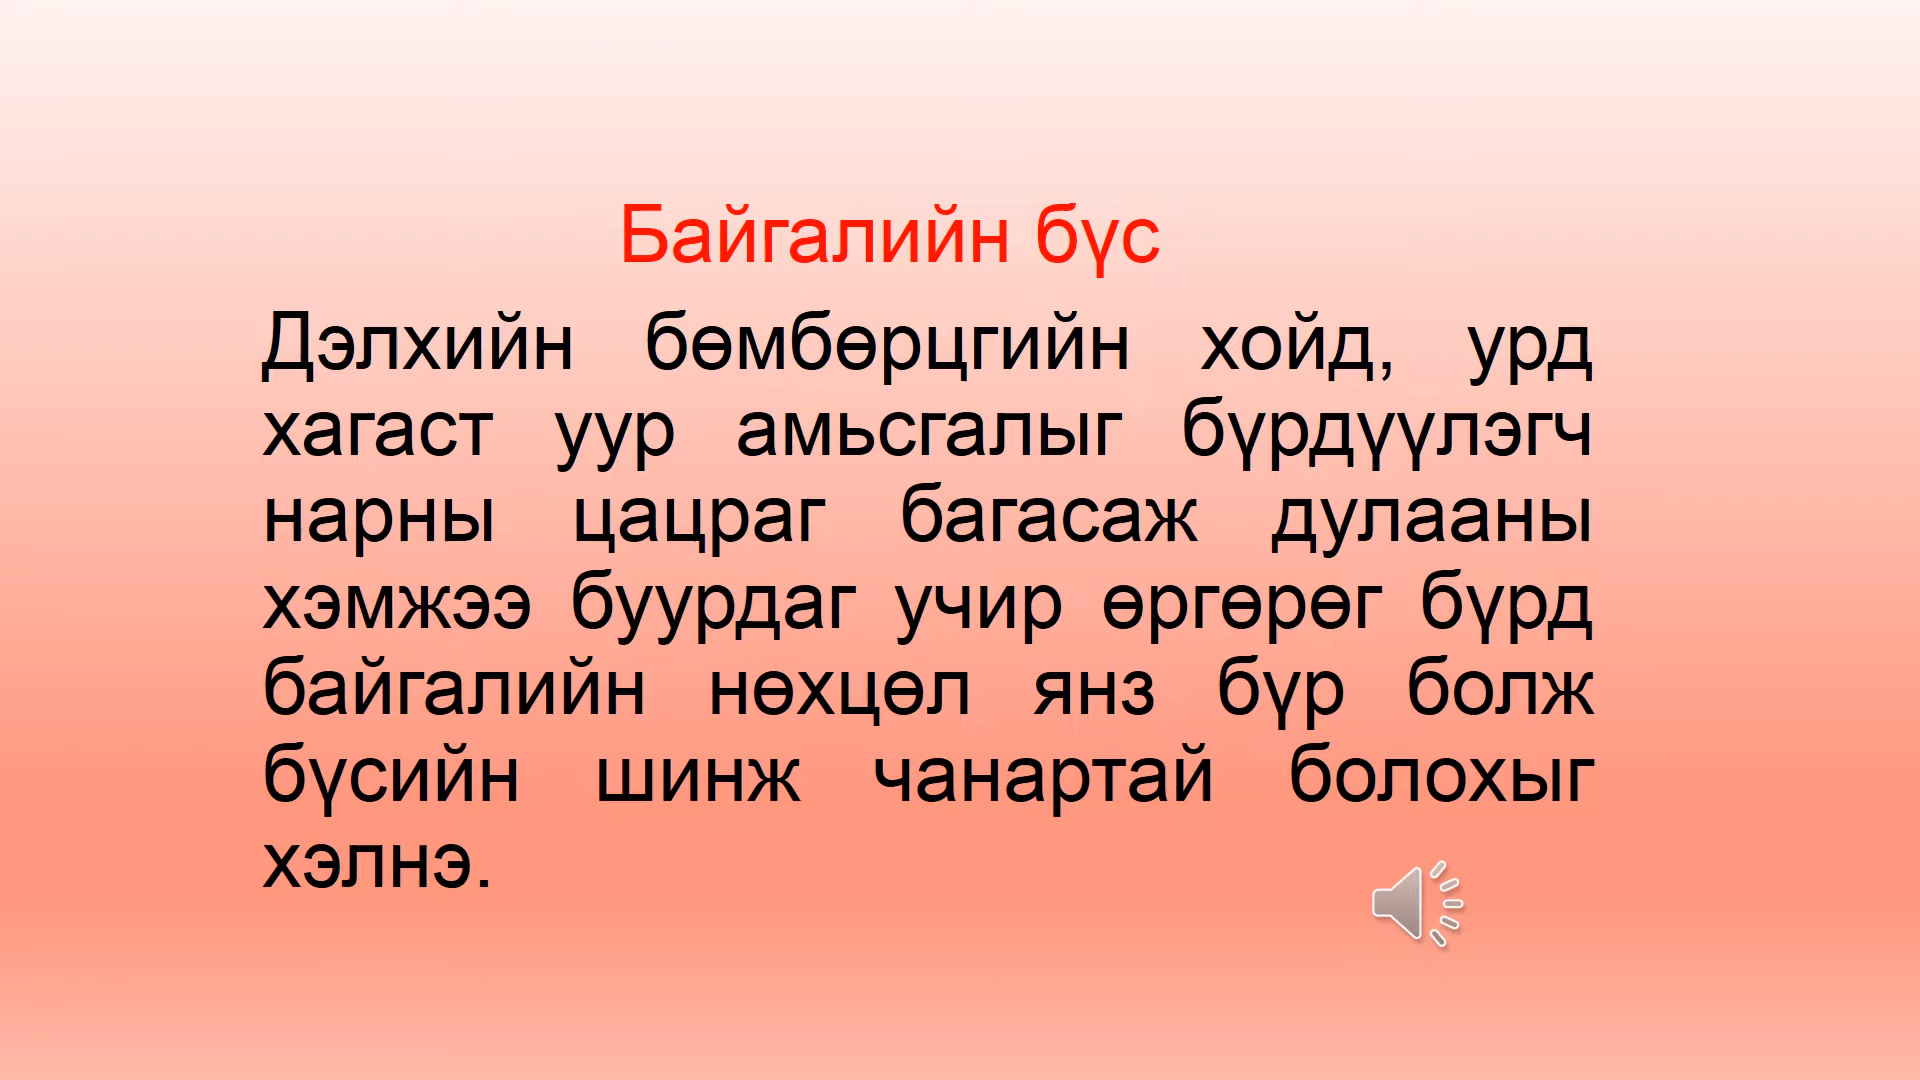 Байгалийн бүс
Дэлхийн бөмбөрцгийн хойд, урд
хагаст уур амьсгалыг бүрдүүлэгч
нарны цацраг багасаж дулааны
хэмжээ буурдаг учир өргөрөг бүрд
байгалийн нөхцөл янз бүр болж
бүсийн шинж чанартай болохыг
хэлнэ.